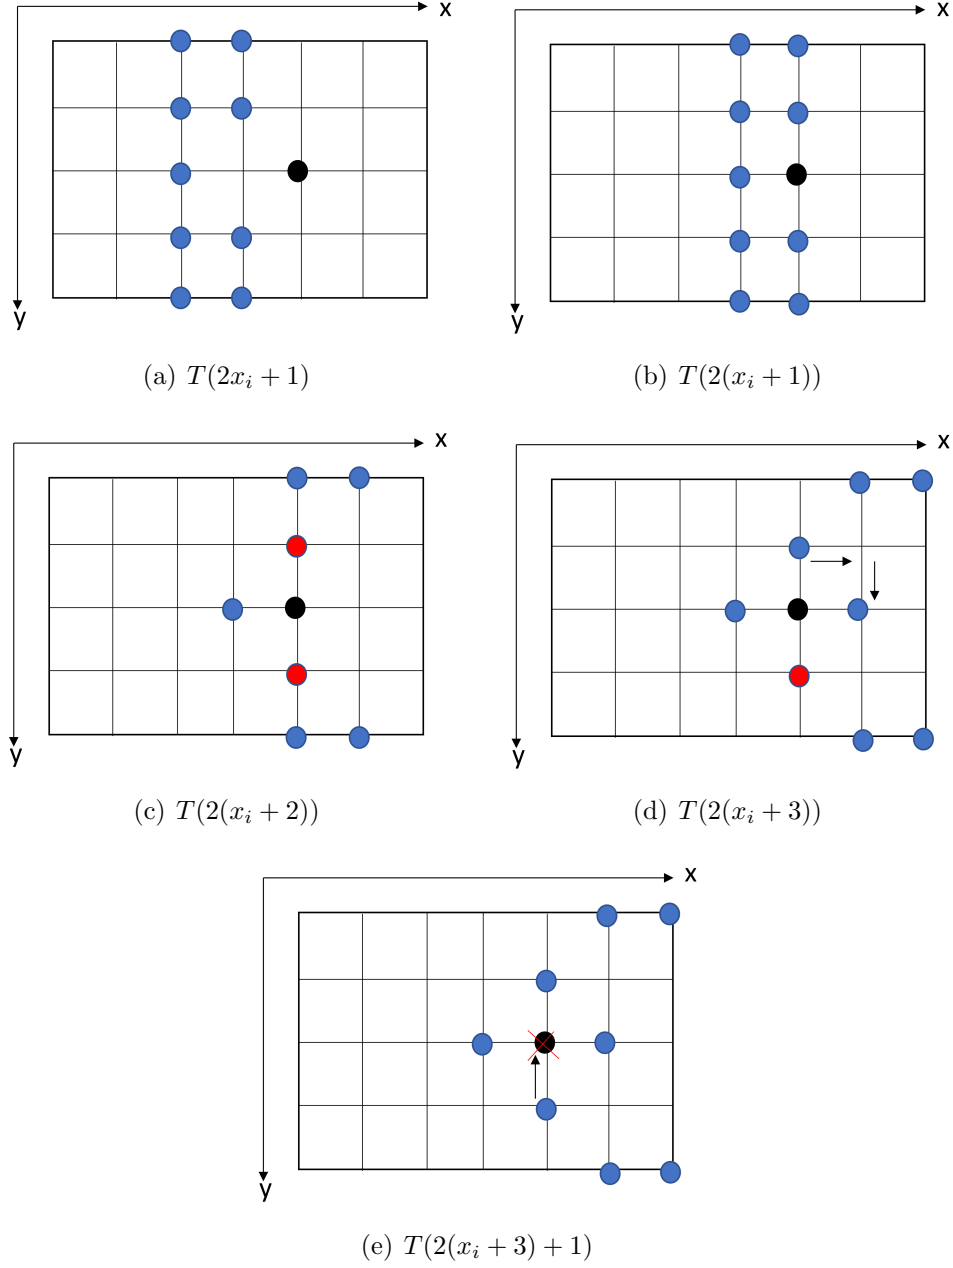 x
x
y
y
(a) $T(2x_i + 1)$
(b) $T(2(x_i + 1))$
x
x
y
y
(c) $T(2(x_i + 2))$
(d) $T(2(x_i + 3))$
x
y
(e) $T(2(x_i + 3) + 1)$